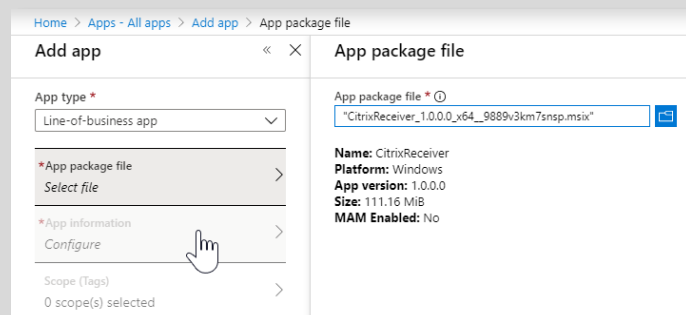 Home > Apps - All apps > Add app > App package file
Add app
App type *
Line-of-business app
*App package file
Select file
*App information
Configure
Scope (Tags)
0 scope(s) selected
App package file
App package file *
"CitrixReceiver_1.0.0.0_x64__9889v3km7snsp.msix"
Name: CitrixReceiver
Platform: Windows
App version: 1.0.0.0
Size: 111.16 MiB
MAM Enabled: No